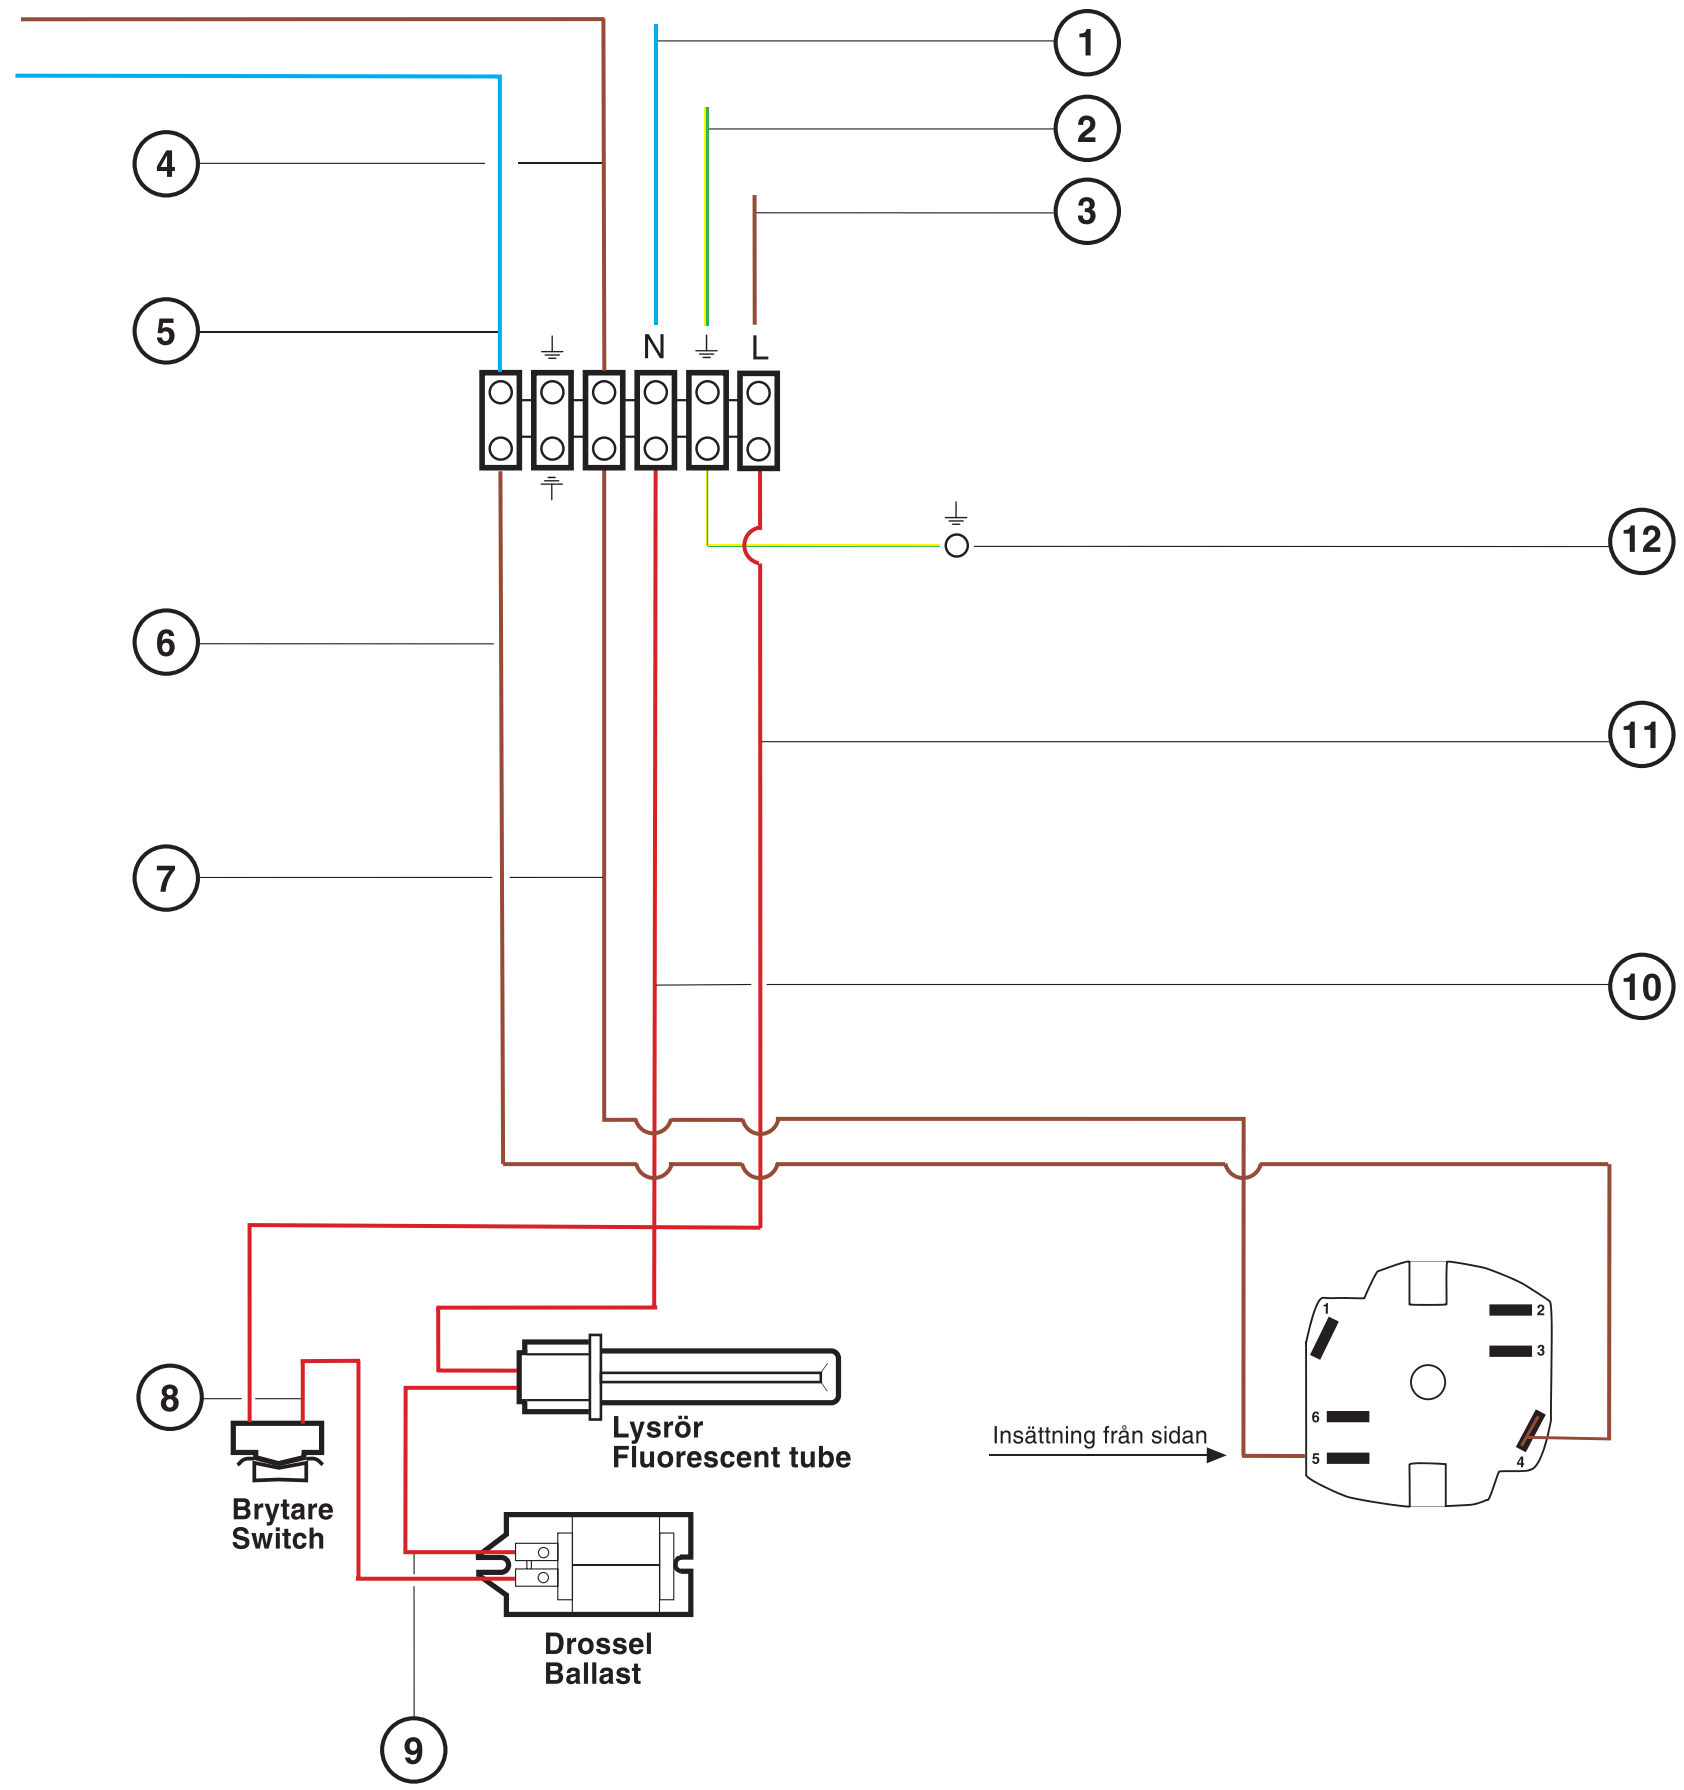 1
2
3
4
5
N
L
12
6
11
7
10
1
2
3
8
Lysrör
Fluorescent tube
6
Insättning från sidan
5
4
Brytare
Switch
Drossel
Ballast
9